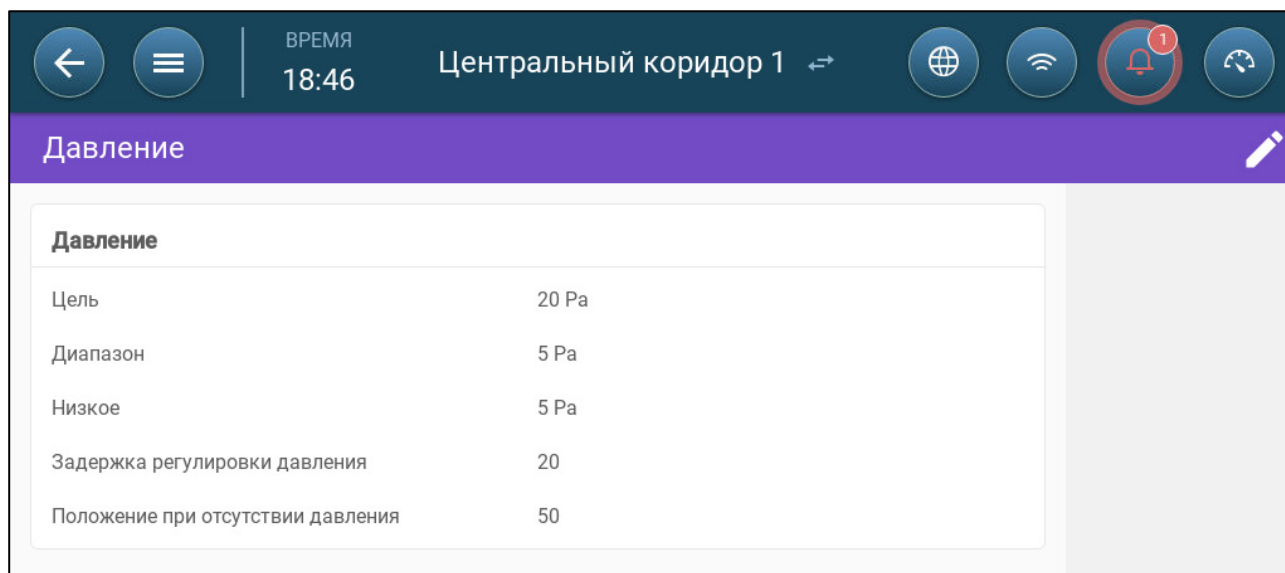 ВРЕМЯ
18:46
Центральный коридор 1
1
Давление
Давление
Цель 20 Pa
Диапазон 5 Pa
Низкое 5 Pa
Задержка регулировки давления 20
Положение при отсутствии давления 50